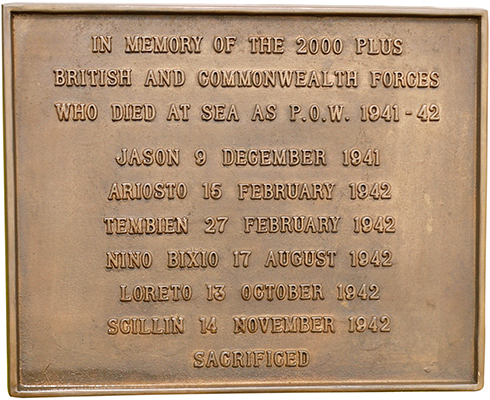 IN MEMORY OF THE 2000 PLUS
BRITISH AND COMMONWEALTH FORCES
WHO DIED AT SEA AS P.O.W. 1941-42
JASON 9 DECEMBER 1941
ARIOSTO 15 FEBRUARY 1942
TEMBIEN 27 FEBRUARY 1942
NINO BIXIO 17 AUGUST 1942
LORETO 13 OCTOBER 1942
SCILLIN 14 NOVEMBER 1942
SACRIFICED